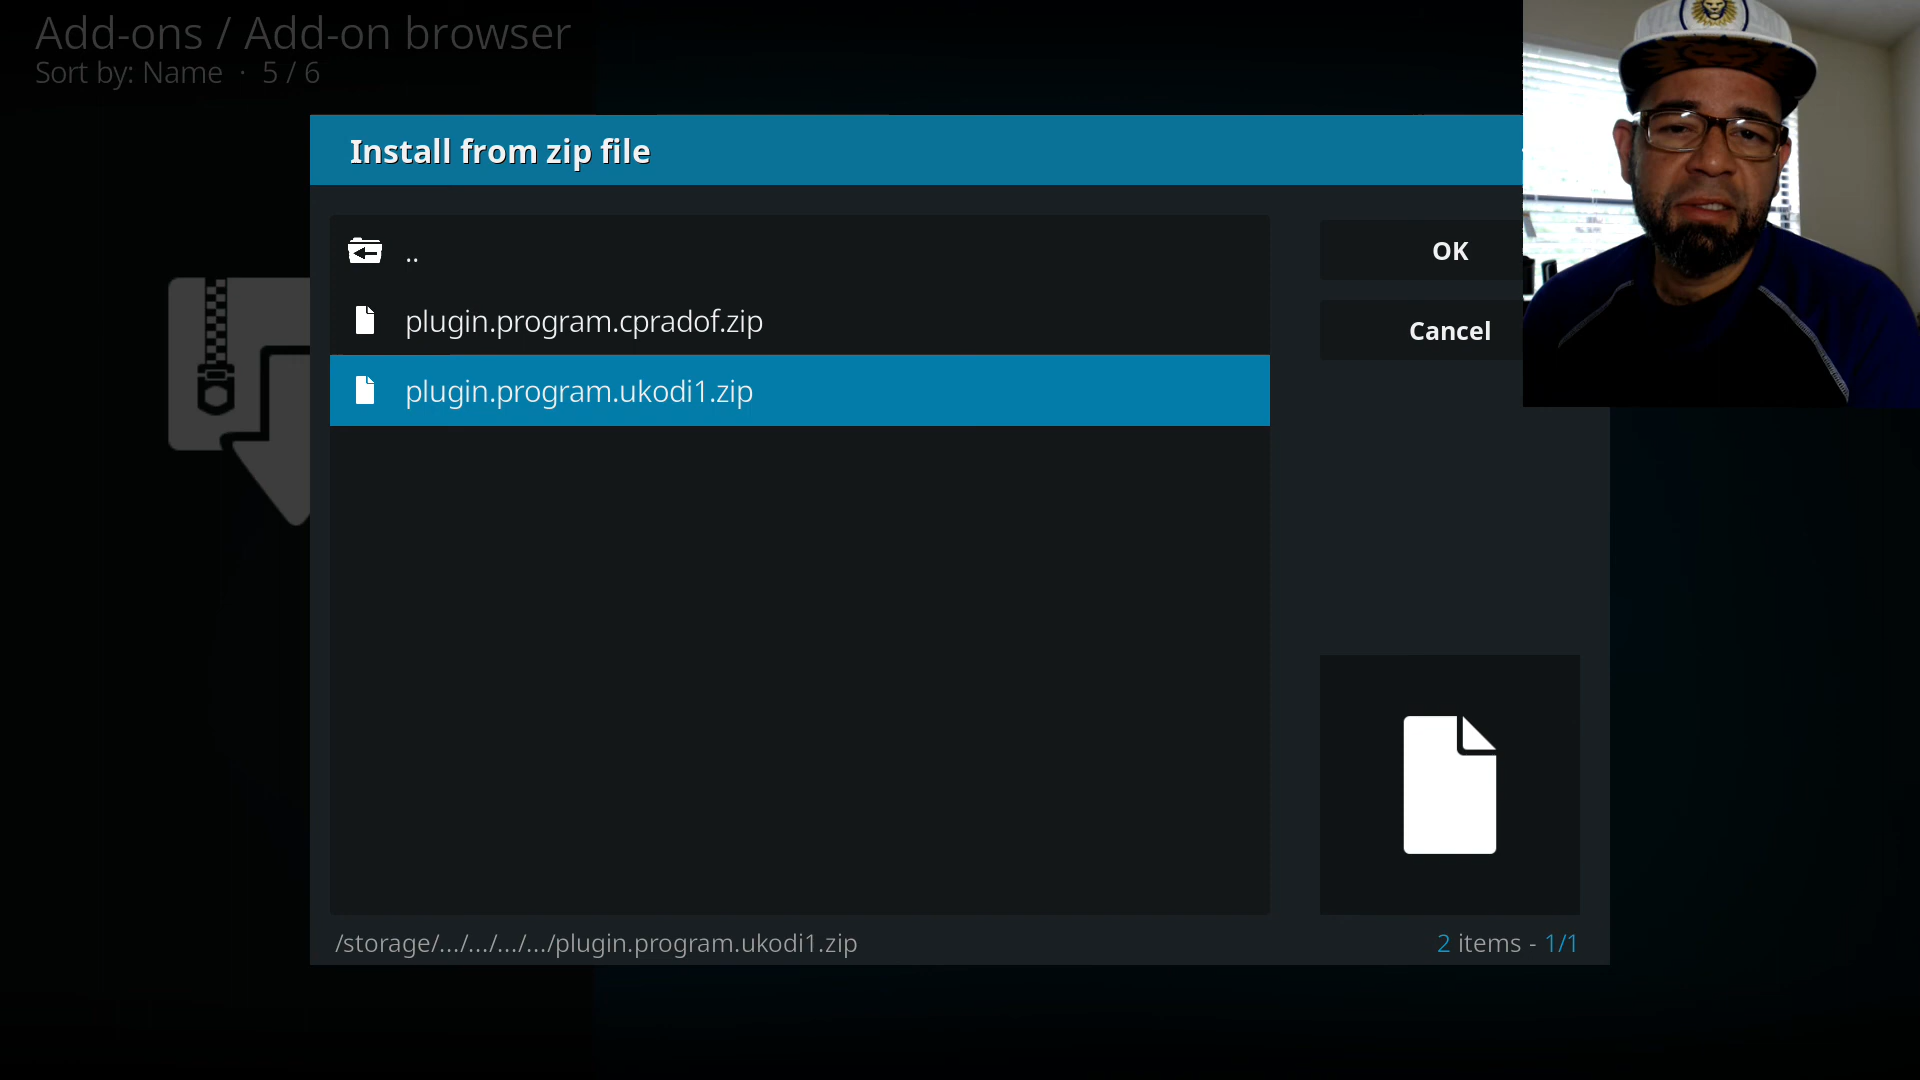 Add-ons / Add-on browser
Sort by: Name · 5 / 6
Install from zip file
..
plugin.program.cpradof.zip
plugin.program.ukodi1.zip
OK
Cancel
/storage/.../.../.../.../plugin.program.ukodi1.zip
2 items - 1/1